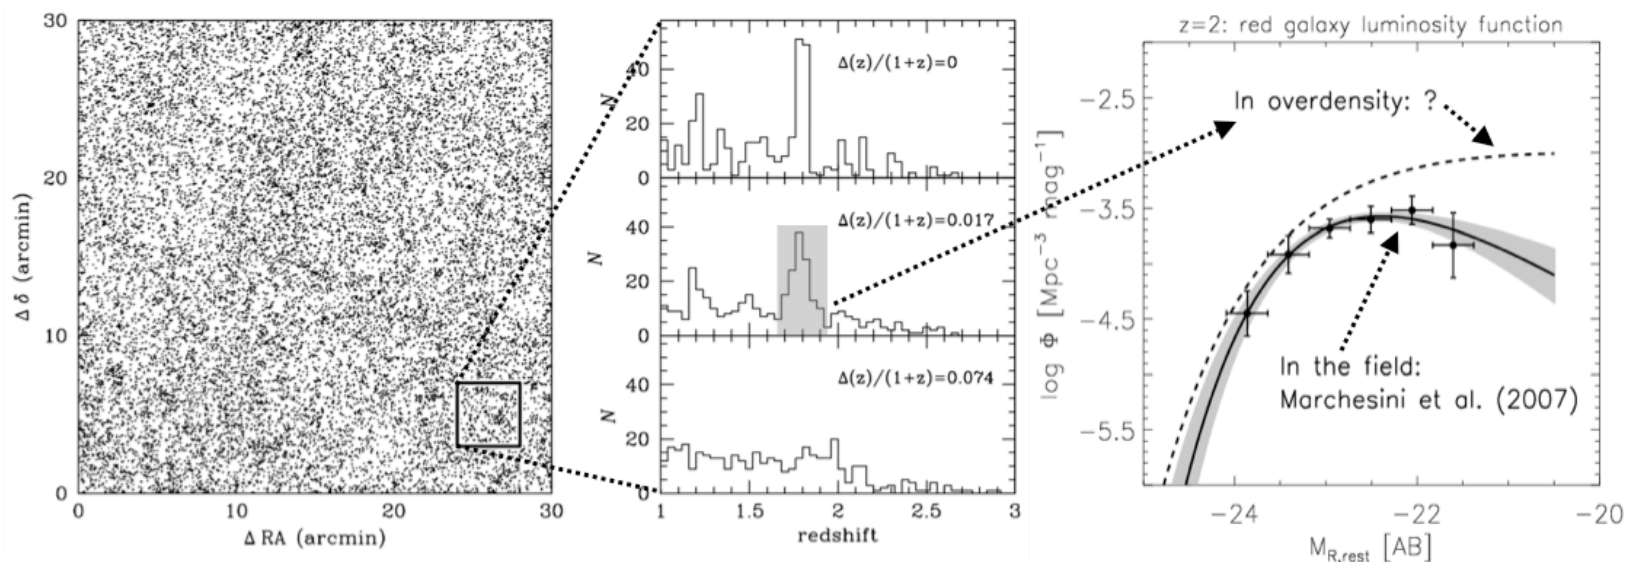 30
20
10
0
0
10
20
30
Δ δ (arcmin)
Δ RA (arcmin)
Δ(z)/(1+z)=0
40
20
0
N
Δ(z)/(1+z)=0.017
40
20
0
N
Δ(z)/(1+z)=0.074
40
20
0
N
1
1.5
2
2.5
3
redshift
z=2: red galaxy luminosity function
In overdensity: ?
In the field:
Marchesini et al. (2007)
-2.5
-3.5
-4.5
-5.5
log Φ [Mpc⁻³ mag⁻¹]
-24
-22
-20
M_R,rest [AB]